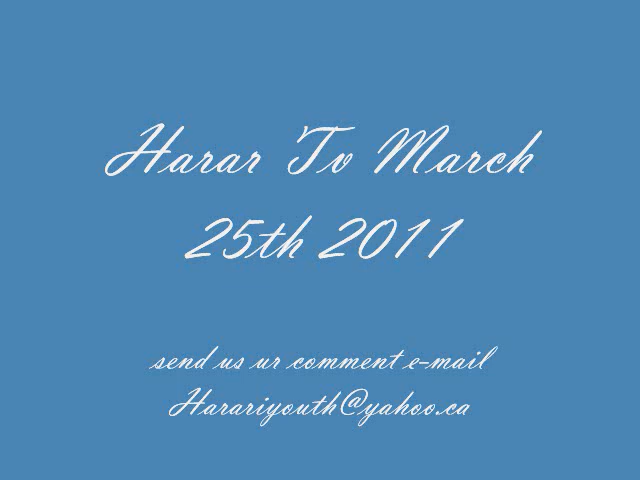 Harar Tv March
25th 2011
send us ur comment e-mail
Harariyouth@yahoo.ca